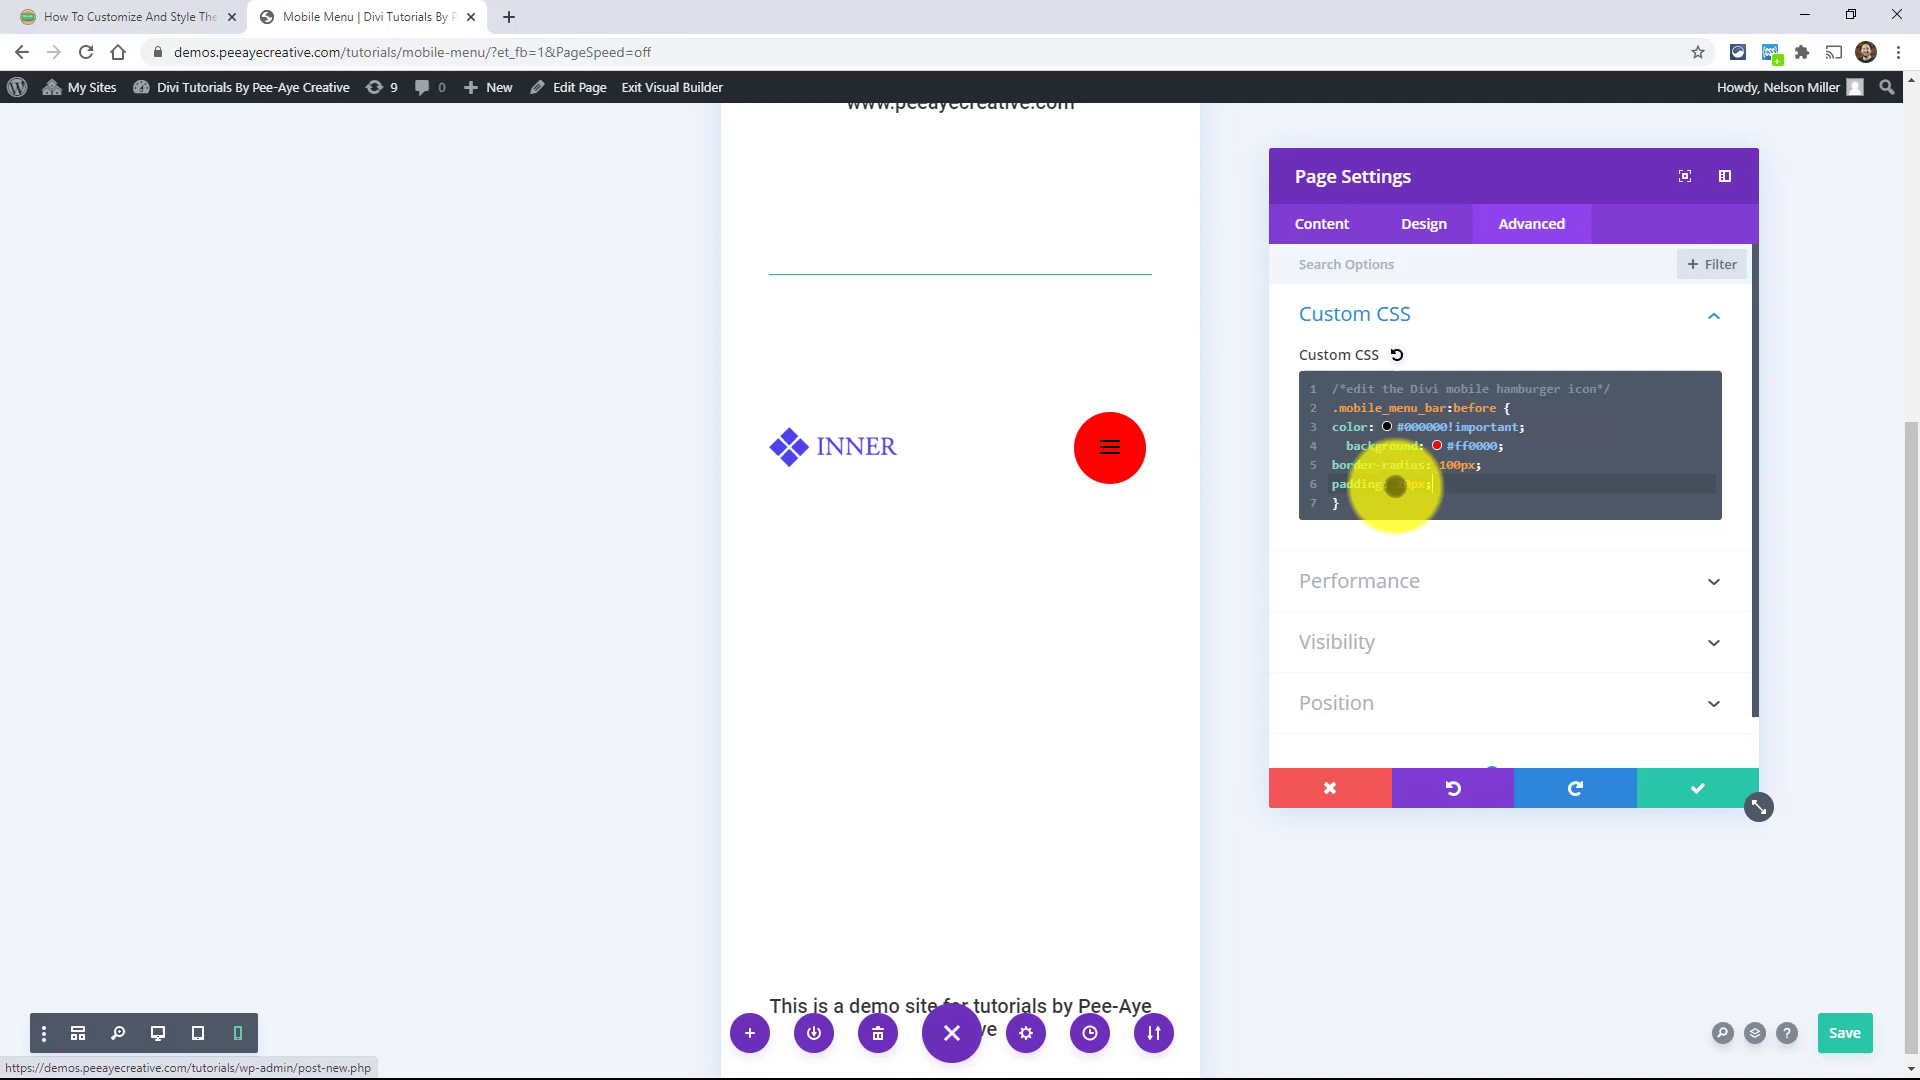 How To Customize And Style The
Mobile Menu | Divi Tutorials By P
demos.peeayecreative.com/tutorials/mobile-menu/?et_fb=1&PageSpeed=off
My Sites
Divi Tutorials By Pee-Aye Creative
9
0
New
Edit Page
Exit Visual Builder
Howdy, Nelson Miller
www.peeayecreative.com
Page Settings
Content
Design
Advanced
Search Options
+ Filter
Custom CSS
Custom CSS
1 /*edit the Divi mobile hamburger icon*/
2 .mobile_menu_bar:before {
3 color: #000000!important;
4 background: #ff0000;
5 border-radius: 100px;
6 padding: 0px;
7 }
INNER
Performance
Visibility
Position
This is a demo site for tutorials by Pee-Aye
Save
https://demos.peeayecreative.com/tutorials/wp-admin/post-new.php